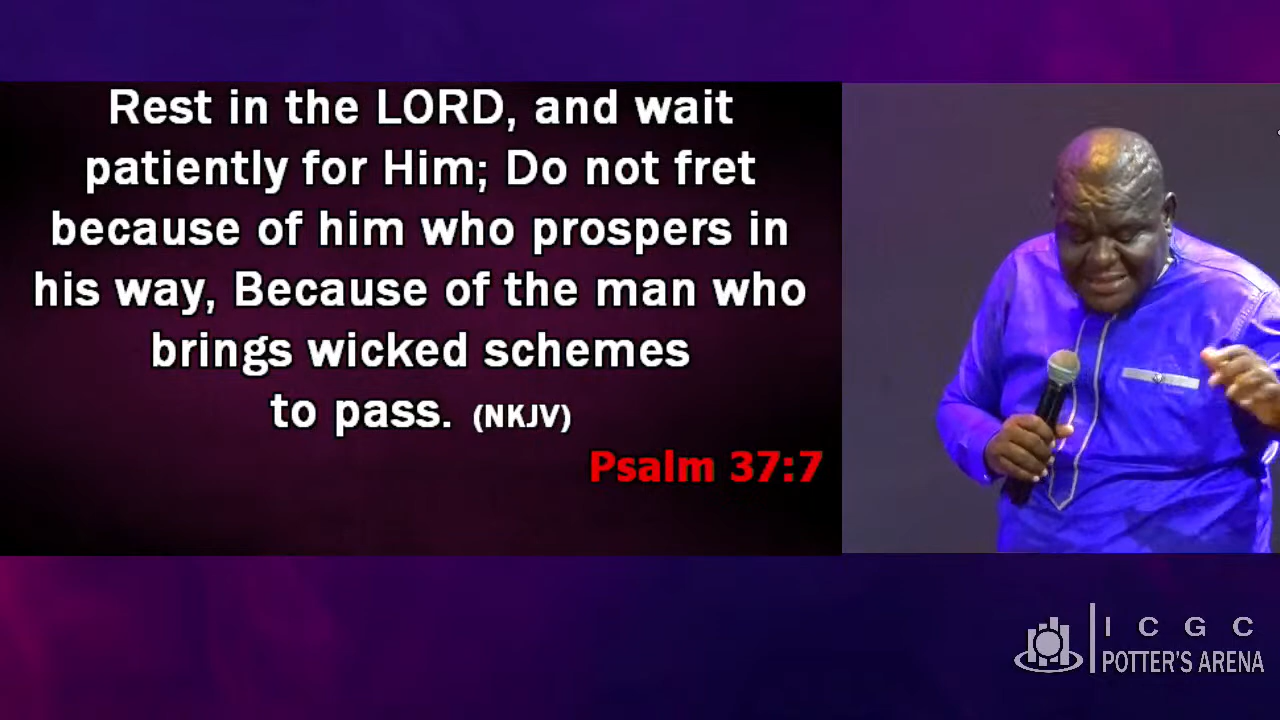 Rest in the LORD, and wait
patiently for Him; Do not fret
because of him who prospers in
his way, Because of the man who
brings wicked schemes
to pass. (NKJV)
Psalm 37:7
I C G C
POTTER'S ARENA